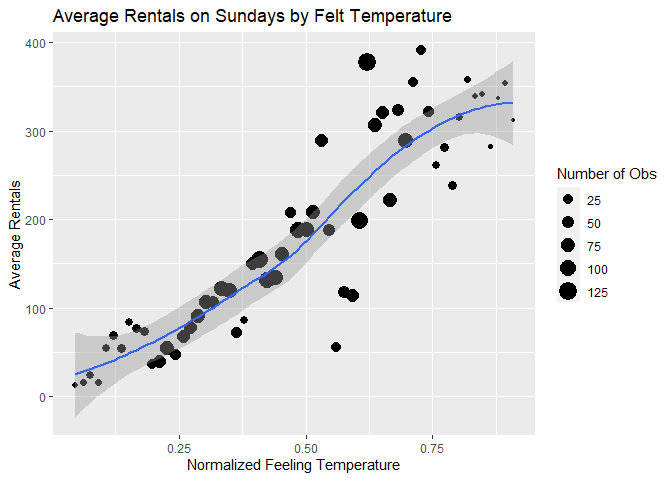 Average Rentals on Sundays by Felt Temperature
Average Rentals
400
300
200
100
0
0.25 0.50 0.75
Normalized Feeling Temperature
Number of Obs
25
50
75
100
125